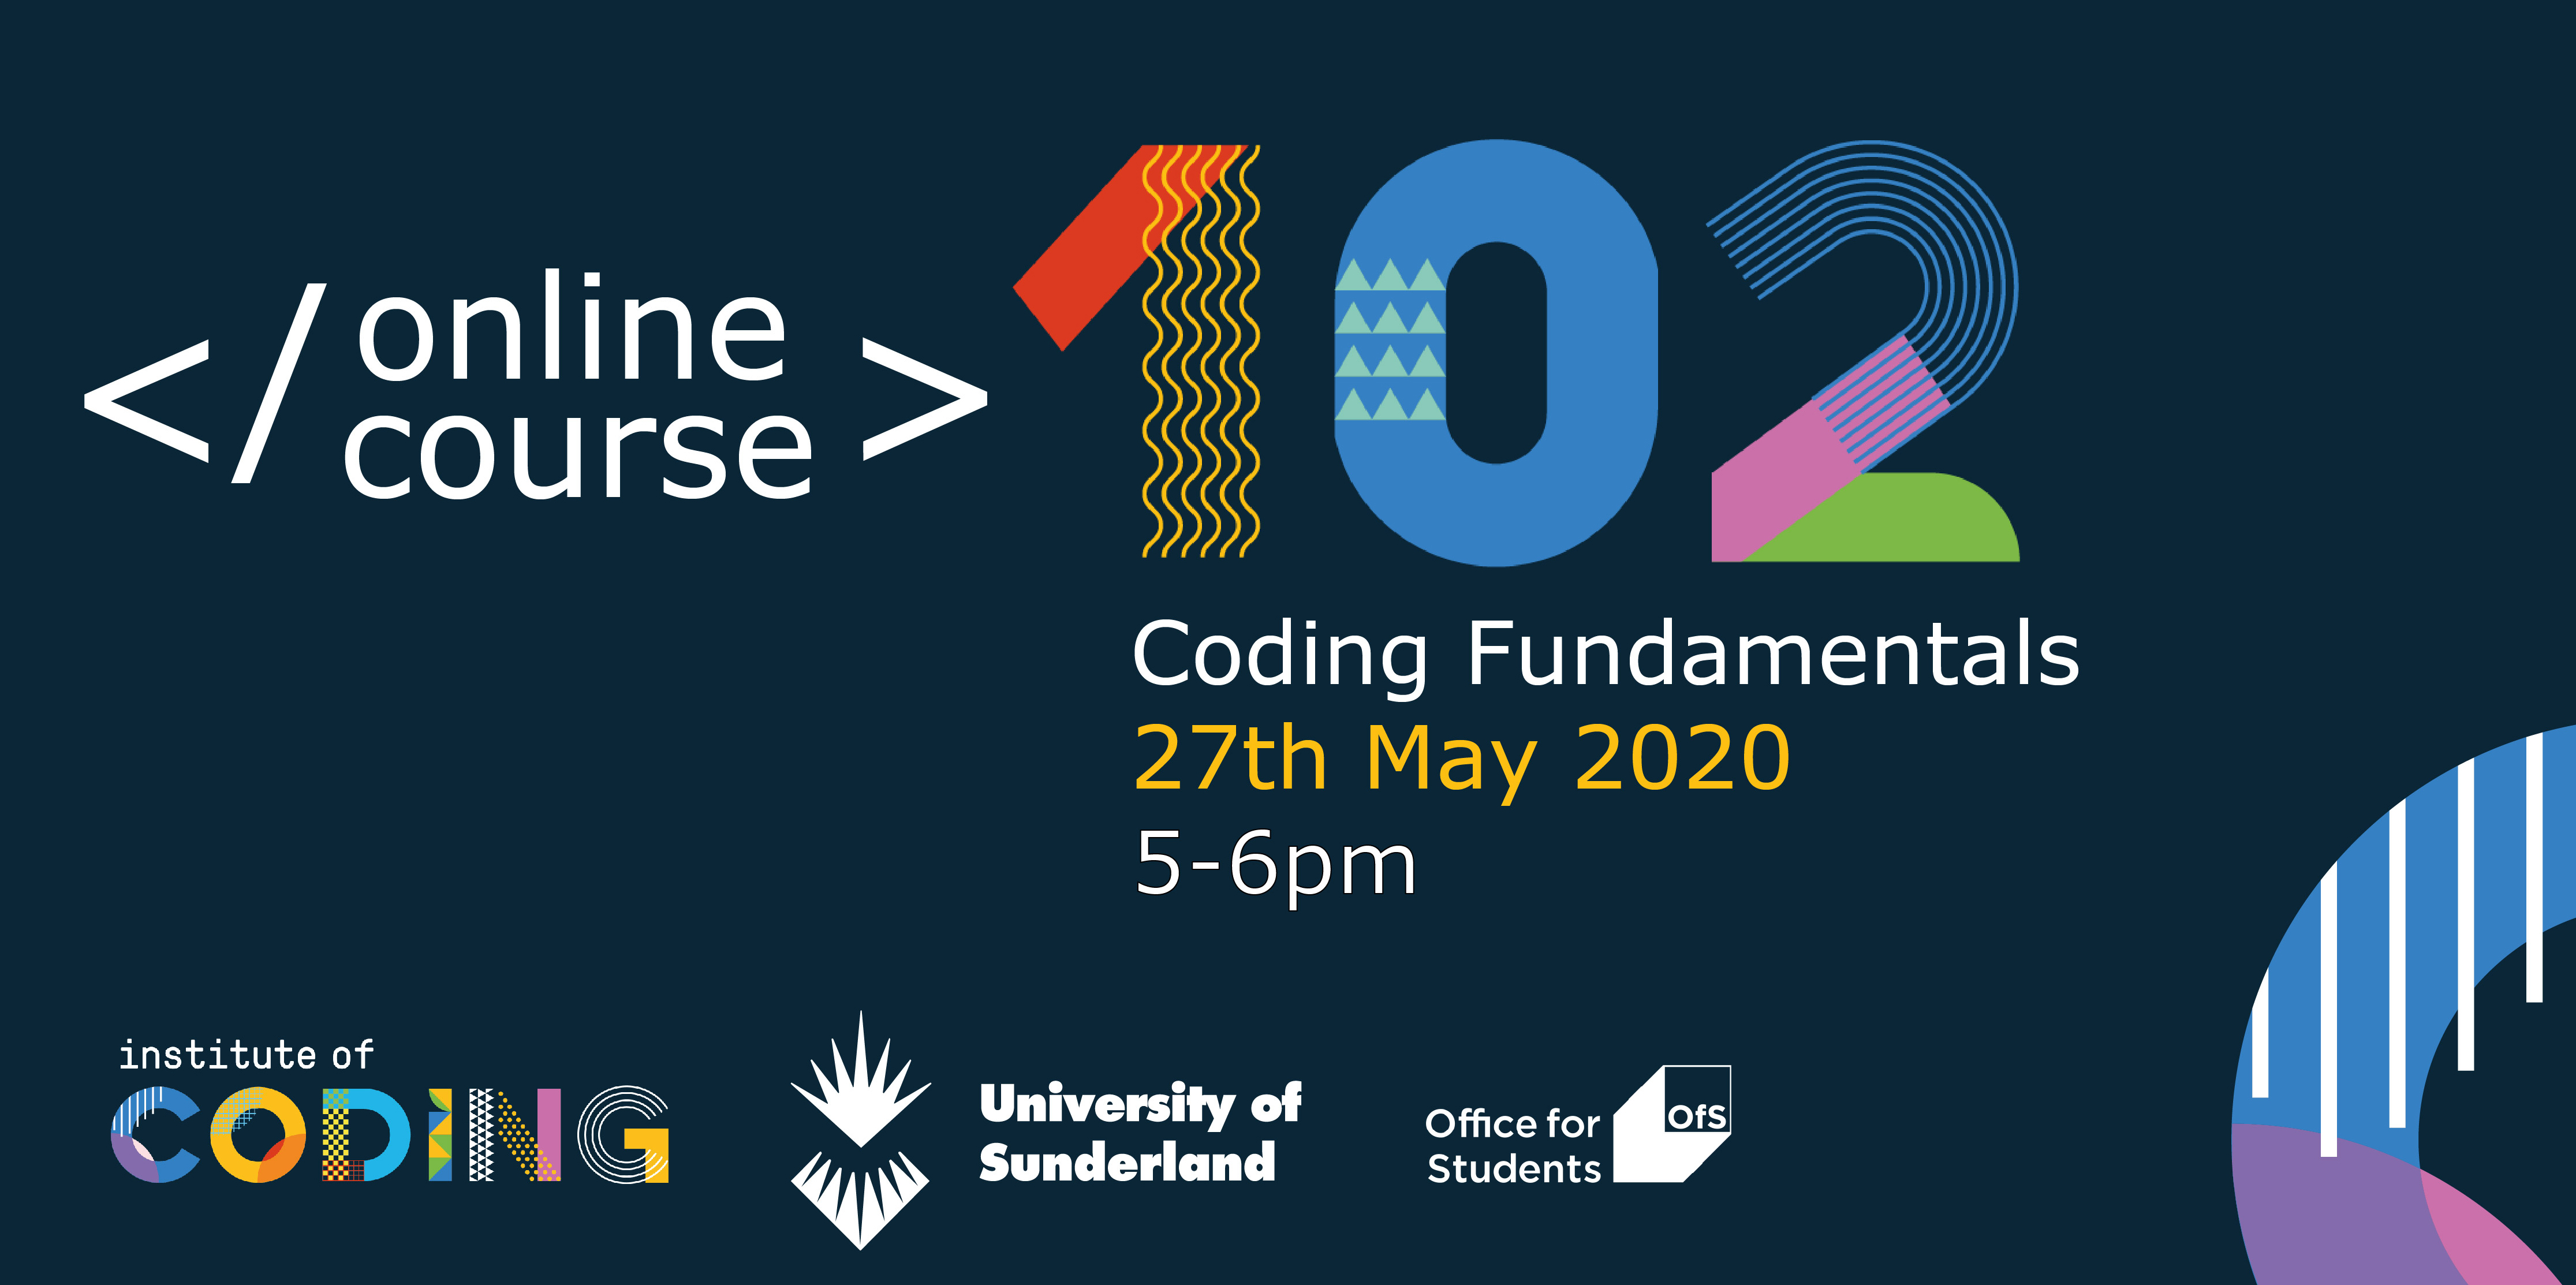 </ online course >
102
Coding Fundamentals
27th May 2020
5-6pm
institute of
CODING
University of
Sunderland
Office for
Students
OfS